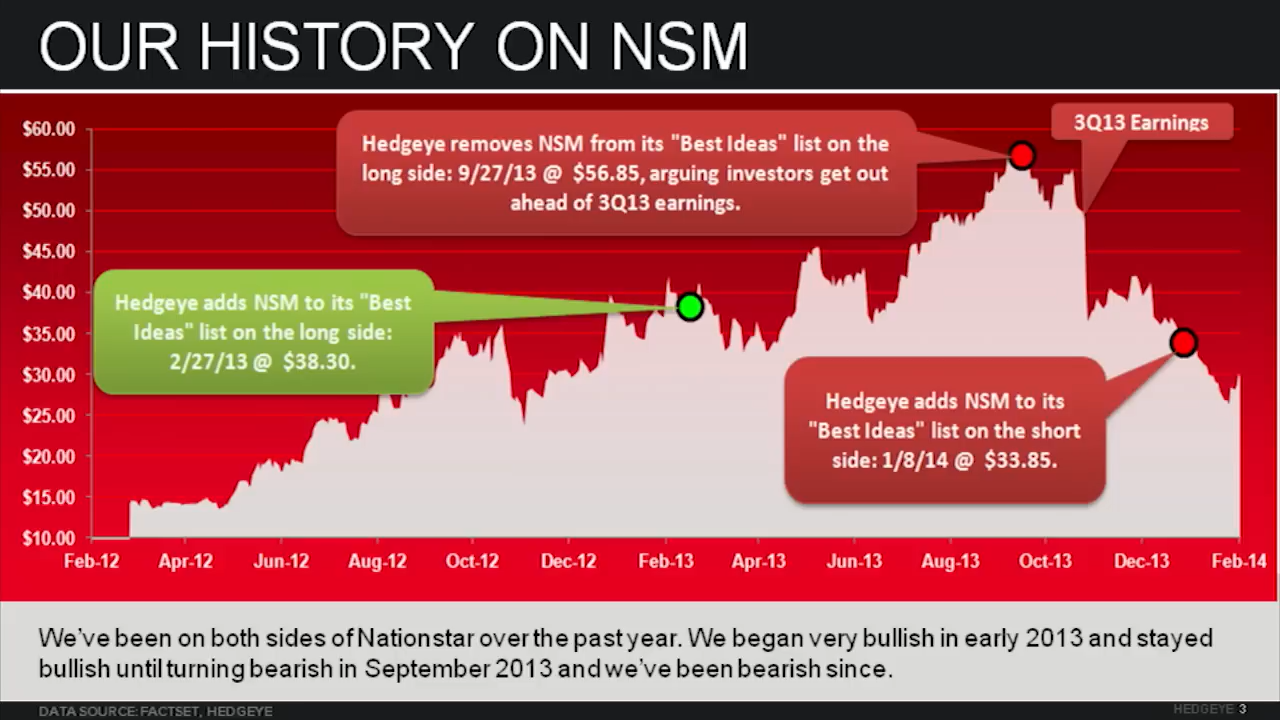 OUR HISTORY ON NSM
Hedgeye removes NSM from its "Best Ideas" list on the
long side: 9/27/13 @ $56.85, arguing investors get out
ahead of 3Q13 earnings.
3Q13 Earnings
Hedgeye adds NSM to its "Best
Ideas" list on the long side:
2/27/13 @ $38.30.
Hedgeye adds NSM to its
"Best Ideas" list on the short
side: 1/8/14 @ $33.85.
$60.00
$55.00
$50.00
$45.00
$40.00
$35.00
$30.00
$25.00
$20.00
$15.00
$10.00
Feb-12 Apr-12 Jun-12 Aug-12 Oct-12 Dec-12 Feb-13 Apr-13 Jun-13 Aug-13 Oct-13 Dec-13 Feb-14
We've been on both sides of Nationstar over the past year. We began very bullish in early 2013 and stayed
bullish until turning bearish in September 2013 and we've been bearish since.
DATA SOURCE: FACTSET, HEDGEYE
HEDGEYE 3